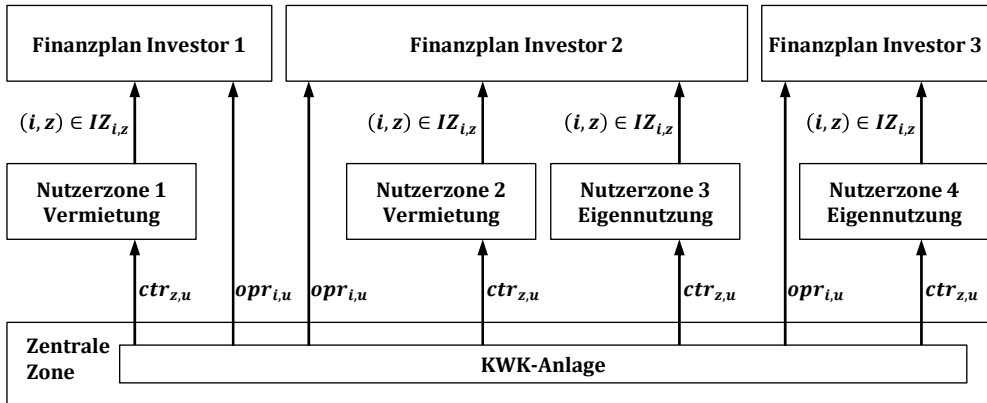 Finanzplan Investor 1
Finanzplan Investor 2
Finanzplan Investor 3
(i, z) ∈ IZ_{i,z}
(i, z) ∈ IZ_{i,z}
(i, z) ∈ IZ_{i,z}
(i, z) ∈ IZ_{i,z}
Nutzerzone 1
Vermietung
Nutzerzone 2
Vermietung
Nutzerzone 3
Eigennutzung
Nutzerzone 4
Eigennutzung
ctr_{z,u}
opr_{i,u}
opr_{i,u}
ctr_{z,u}
ctr_{z,u}
opr_{i,u}
ctr_{z,u}
Zentrale
Zone
KWK-Anlage